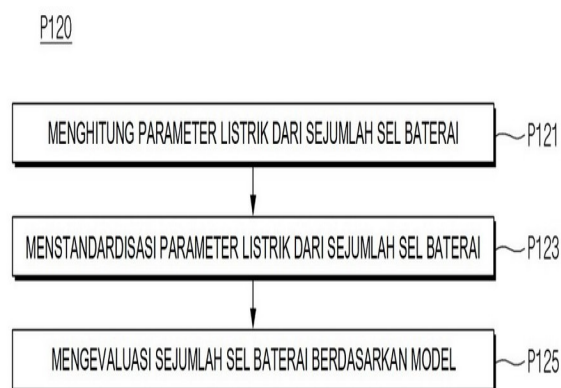 P120
MENGHITUNG PARAMETER LISTRIK DARI SEJUMLAH SEL BATERAI P121
MENSTANDARDISASI PARAMETER LISTRIK DARI SEJUMLAH SEL BATERAI P123
MENGEVALUASI SEJUMLAH SEL BATERAI BERDASARKAN MODEL P125